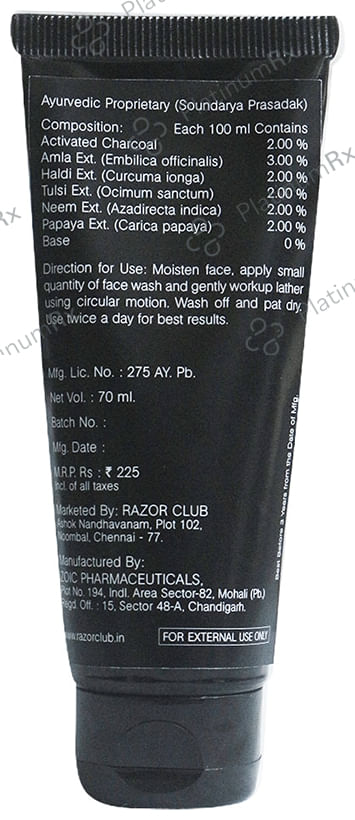 Ayurvedic Proprietary (Soundarya Prasadak)
Composition: Each 100 ml Contains
Activated Charcoal 2.00 %
Amla Ext. (Embilica officinalis) 3.00 %
Haldi Ext. (Curcuma ionga) 2.00 %
Tulsi Ext. (Ocimum sanctum) 2.00 %
Neem Ext. (Azadirecta indica) 2.00 %
Papaya Ext. (Carica papaya) 2.00 %
Base 0 %
Direction for Use: Moisten face, apply small
quantity of face wash and gently workup lather
using circular motion. Wash off and pat dry.
Use twice a day for best results.
Mfg. Lic. No. : 275 AY. Pb.
Net Vol. : 70 ml.
Batch No. :
Mfg. Date :
M.R.P. Rs : ₹ 225
Incl. of all taxes
Marketed By: RAZOR CLUB
Ashok Nandhavanam, Plot 102,
Noombal, Chennai - 77.
Manufactured By:
ZOIC PHARMACEUTICALS,
Plot No. 194, Indl. Area Sector-82, Mohali (Pb.)
Regd. Off. : 15, Sector 48-A, Chandigarh.
www.razorclub.in FOR EXTERNAL USE ONLY
Best Before 3 Years from the Date of Mfg.
PlatinumRx
PlatinumRx
PlatinumRx